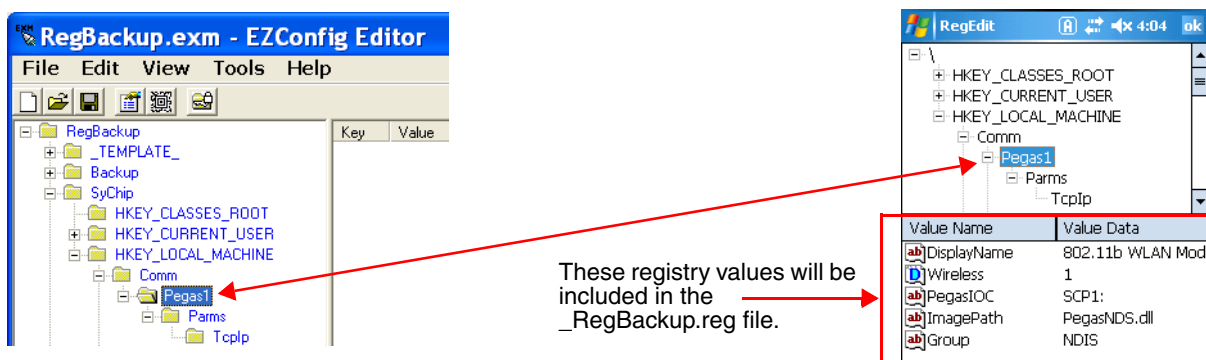 RegBackup.exm - EZConfig Editor
File Edit View Tools Help
RegBackup
_TEMPLATE_
Backup
SyChip
HKEY_CLASSES_ROOT
HKEY_CURRENT_USER
HKEY_LOCAL_MACHINE
Comm
Pegas1
Parms
TcpIp
Key Value
These registry values will be
included in the
_RegBackup.reg file.
RegEdit A 4:04 ok
\
HKEY_CLASSES_ROOT
HKEY_CURRENT_USER
HKEY_LOCAL_MACHINE
Comm
Pegas1
Parms
TcpIp
Value Name Value Data
DisplayName 802.11b WLAN Mod
Wireless 1
PegasIOC SCP1:
ImagePath PegasNDS.dll
Group NDIS